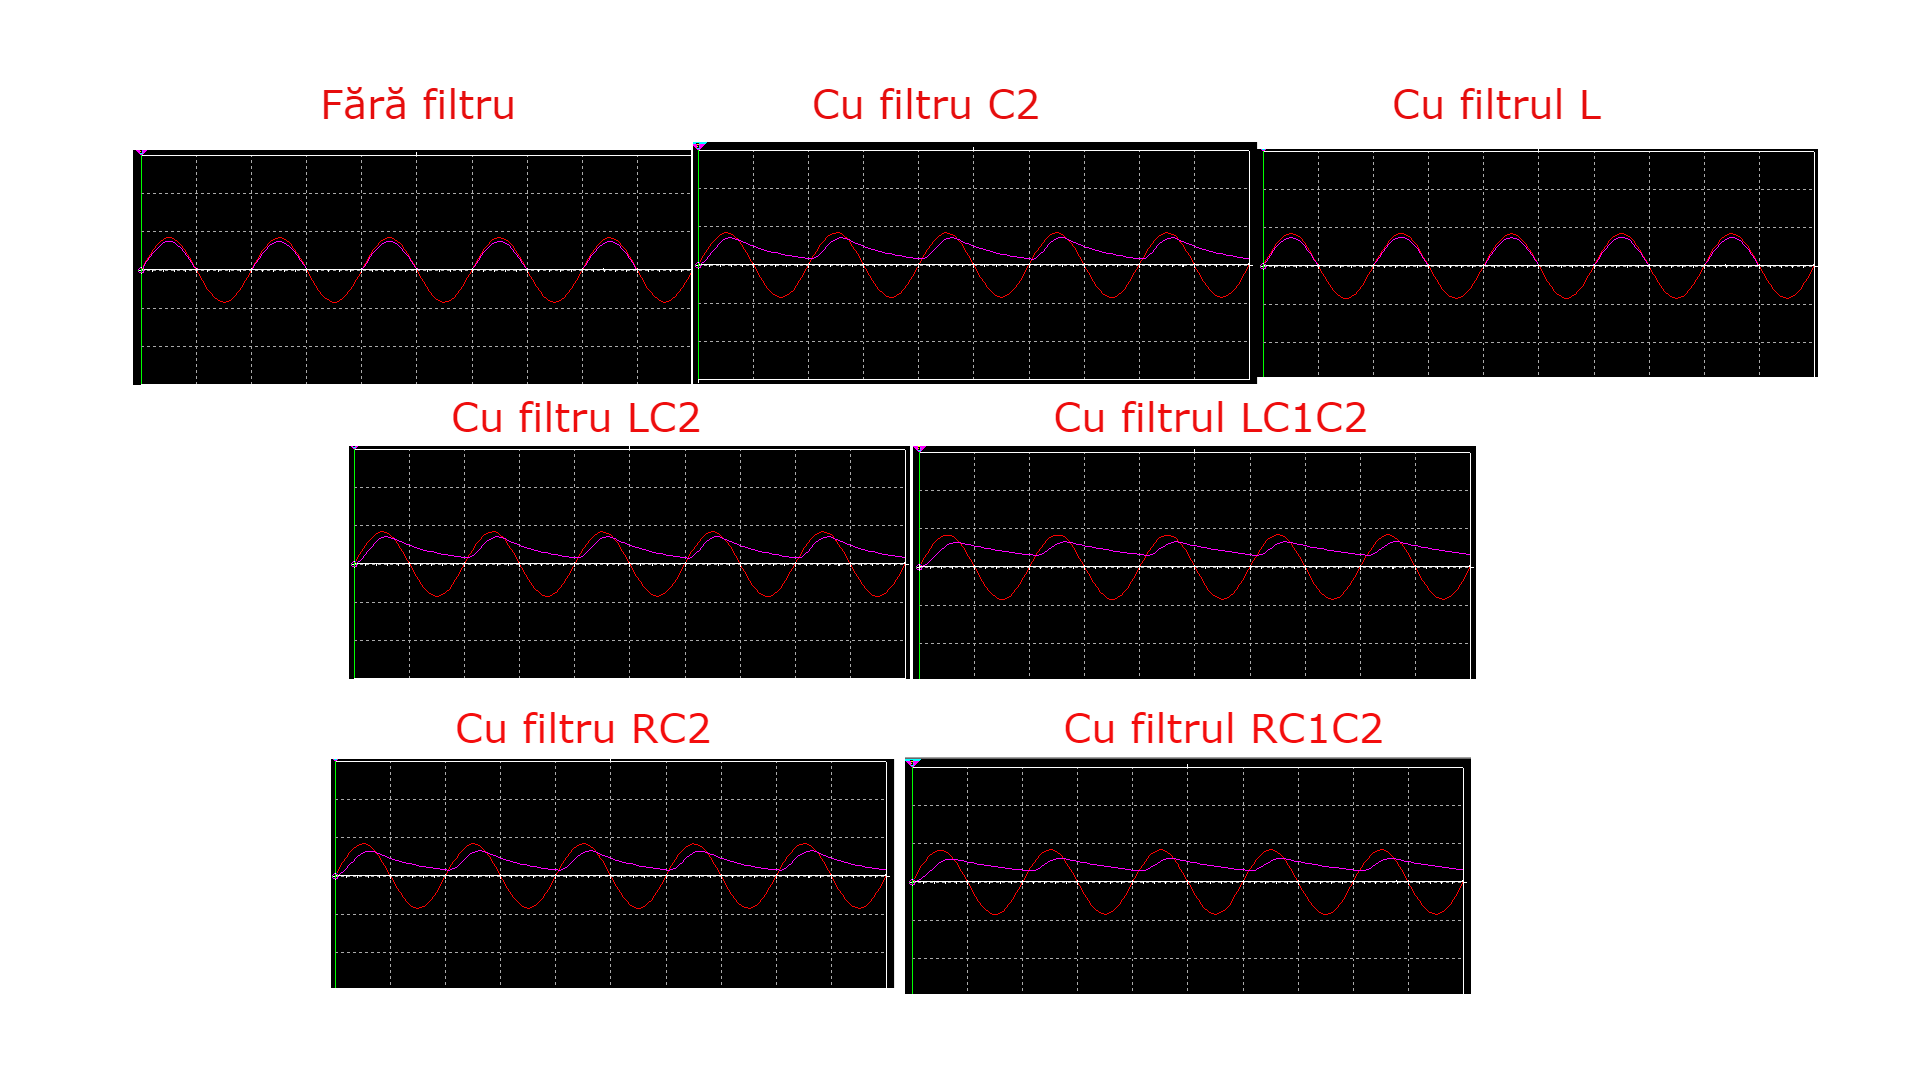 Fără filtru
Cu filtru C2
Cu filtrul L
Cu filtru LC2
Cu filtrul LC1C2
Cu filtru RC2
Cu filtrul RC1C2